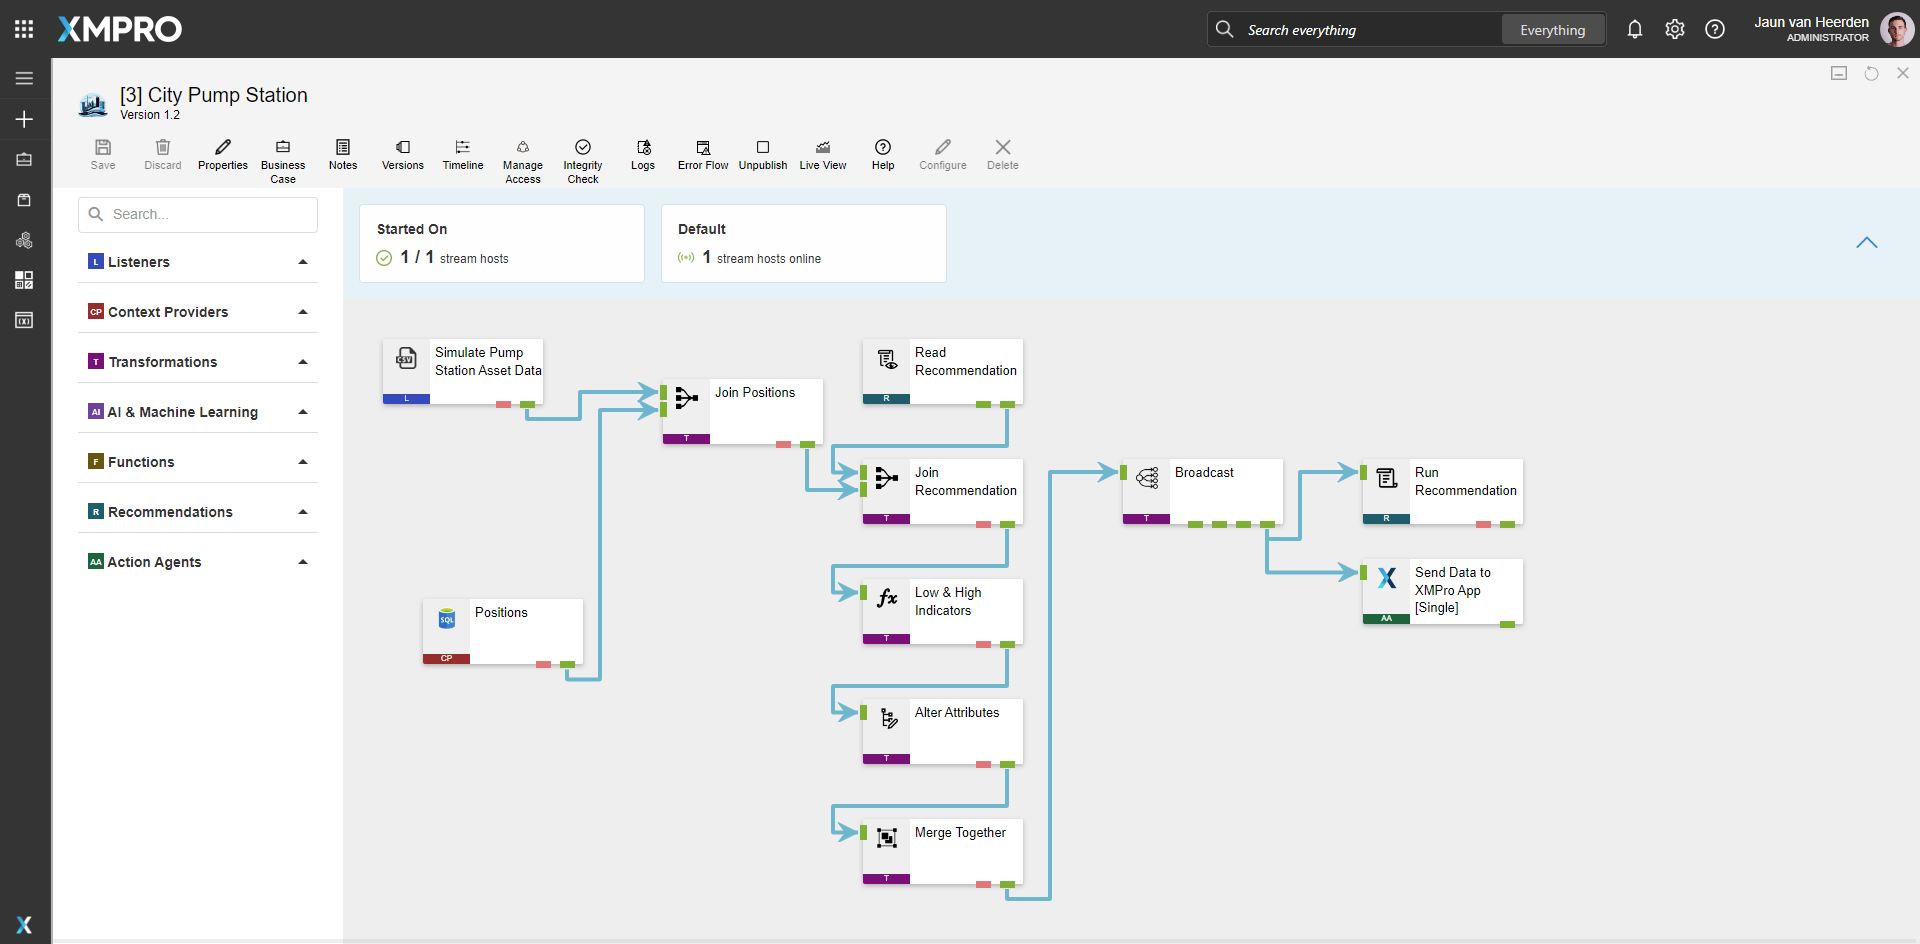 XMPRO
Search everything
Everything
Jaun van Heerden
ADMINISTRATOR
[3] City Pump Station
Version 1.2
Save
Discard
Properties
Business
Case
Notes
Versions
Timeline
Manage
Access
Integrity
Check
Logs
Error Flow
Unpublish
Live View
Help
Configure
Delete
Search...
L Listeners
CP Context Providers
T Transformations
AI AI & Machine Learning
F Functions
R Recommendations
AA Action Agents
Started On
1 / 1 stream hosts
Default
1 stream hosts online
CSV
Simulate Pump
Station Asset Data
L
Join Positions
T
Read
Recommendation
R
Join
Recommendation
T
Broadcast
T
Run
Recommendation
R
Send Data to
XMPro App
[Single]
AA
SQL
Positions
CP
fx
Low & High
Indicators
T
Alter Attributes
T
Merge Together
T